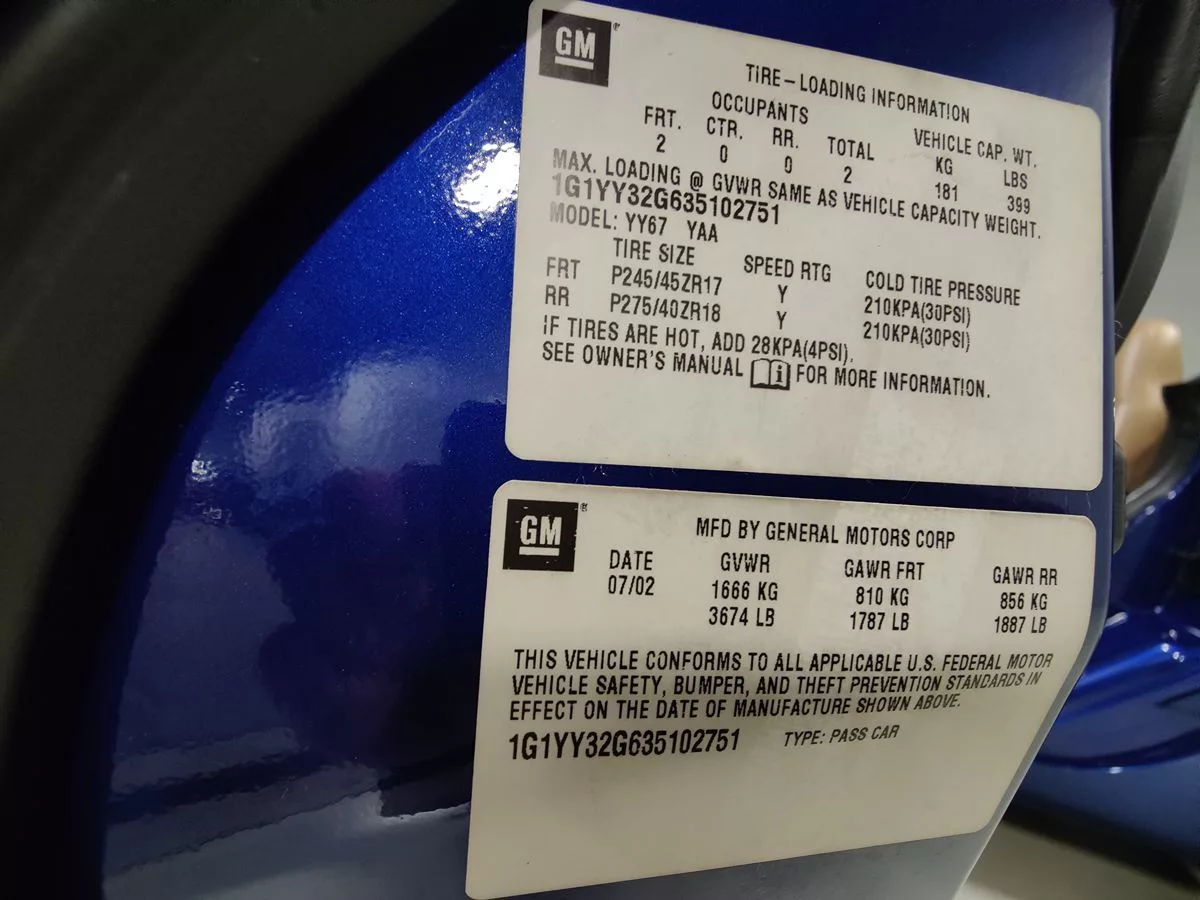 GM
TIRE-LOADING INFORMATION
OCCUPANTS VEHICLE CAP. WT.
FRT. CTR. RR. TOTAL KG LBS
2 0 0 2 181 399
MAX. LOADING @ GVWR SAME AS VEHICLE CAPACITY WEIGHT.
1G1YY32G635102751
MODEL: YY67 YAA
TIRE SIZE SPEED RTG COLD TIRE PRESSURE
FRT P245/45ZR17 Y 210KPA(30PSI)
RR P275/40ZR18 Y 210KPA(30PSI)
IF TIRES ARE HOT, ADD 28KPA(4PSI).
SEE OWNER'S MANUAL i FOR MORE INFORMATION.
GM
MFD BY GENERAL MOTORS CORP
DATE GVWR GAWR FRT GAWR RR
07/02 1666 KG 810 KG 856 KG
3674 LB 1787 LB 1887 LB
THIS VEHICLE CONFORMS TO ALL APPLICABLE U.S. FEDERAL MOTOR
VEHICLE SAFETY, BUMPER, AND THEFT PREVENTION STANDARDS IN
EFFECT ON THE DATE OF MANUFACTURE SHOWN ABOVE.
1G1YY32G635102751 TYPE: PASS CAR